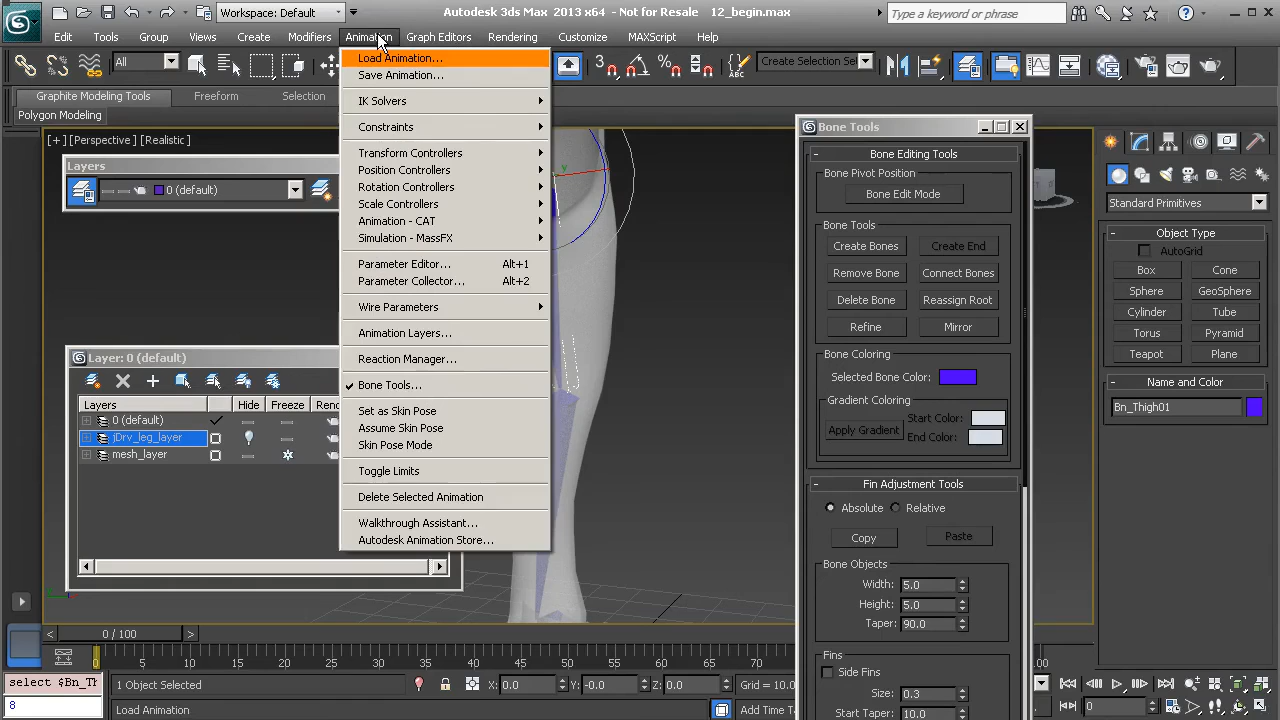 Workspace: Default
Autodesk 3ds Max 2013 x64 - Not for Resale 12_begin.max
Type a keyword or phrase
Edit Tools Group Views Create Modifiers Animation Graph Editors Rendering Customize MAXScript Help
All
Create Selection Se
Graphite Modeling Tools Freeform Selection
Polygon Modeling
[+] [Perspective] [Realistic]
Layers
0 (default)
Load Animation...
Save Animation...
IK Solvers
Constraints
Transform Controllers
Position Controllers
Rotation Controllers
Scale Controllers
Animation - CAT
Simulation - MassFX
Parameter Editor... Alt+1
Parameter Collector... Alt+2
Wire Parameters
Animation Layers...
Reaction Manager...
Bone Tools...
Set as Skin Pose
Assume Skin Pose
Skin Pose Mode
Toggle Limits
Delete Selected Animation
Walkthrough Assistant...
Autodesk Animation Store...
Layer: 0 (default)
Layers Hide Freeze Rend
0 (default)
jDrv_leg_layer
mesh_layer
y
Bone Tools
Bone Editing Tools
Bone Pivot Position
Bone Edit Mode
Bone Tools
Create Bones Create End
Remove Bone Connect Bones
Delete Bone Reassign Root
Refine Mirror
Bone Coloring
Selected Bone Color:
Gradient Coloring
Apply Gradient
Start Color:
End Color:
Fin Adjustment Tools
Absolute Relative
Copy Paste
Bone Objects
Width: 5.0
Height: 5.0
Taper: 90.0
Fins
Side Fins
Size: 0.3
Start Taper: 10.0
Standard Primitives
Object Type
AutoGrid
Box Cone
Sphere GeoSphere
Cylinder Tube
Torus Pyramid
Teapot Plane
Name and Color
Bn_Thigh01
0 / 100
0 5 10 15 20 25 30 35 40 45 50 55 60 65 70
select $Bn_Th
8
1 Object Selected
X: 0.0 Y: -0.0 Z: 0.0 Grid = 10.0
Load Animation
Add Time Ta
0